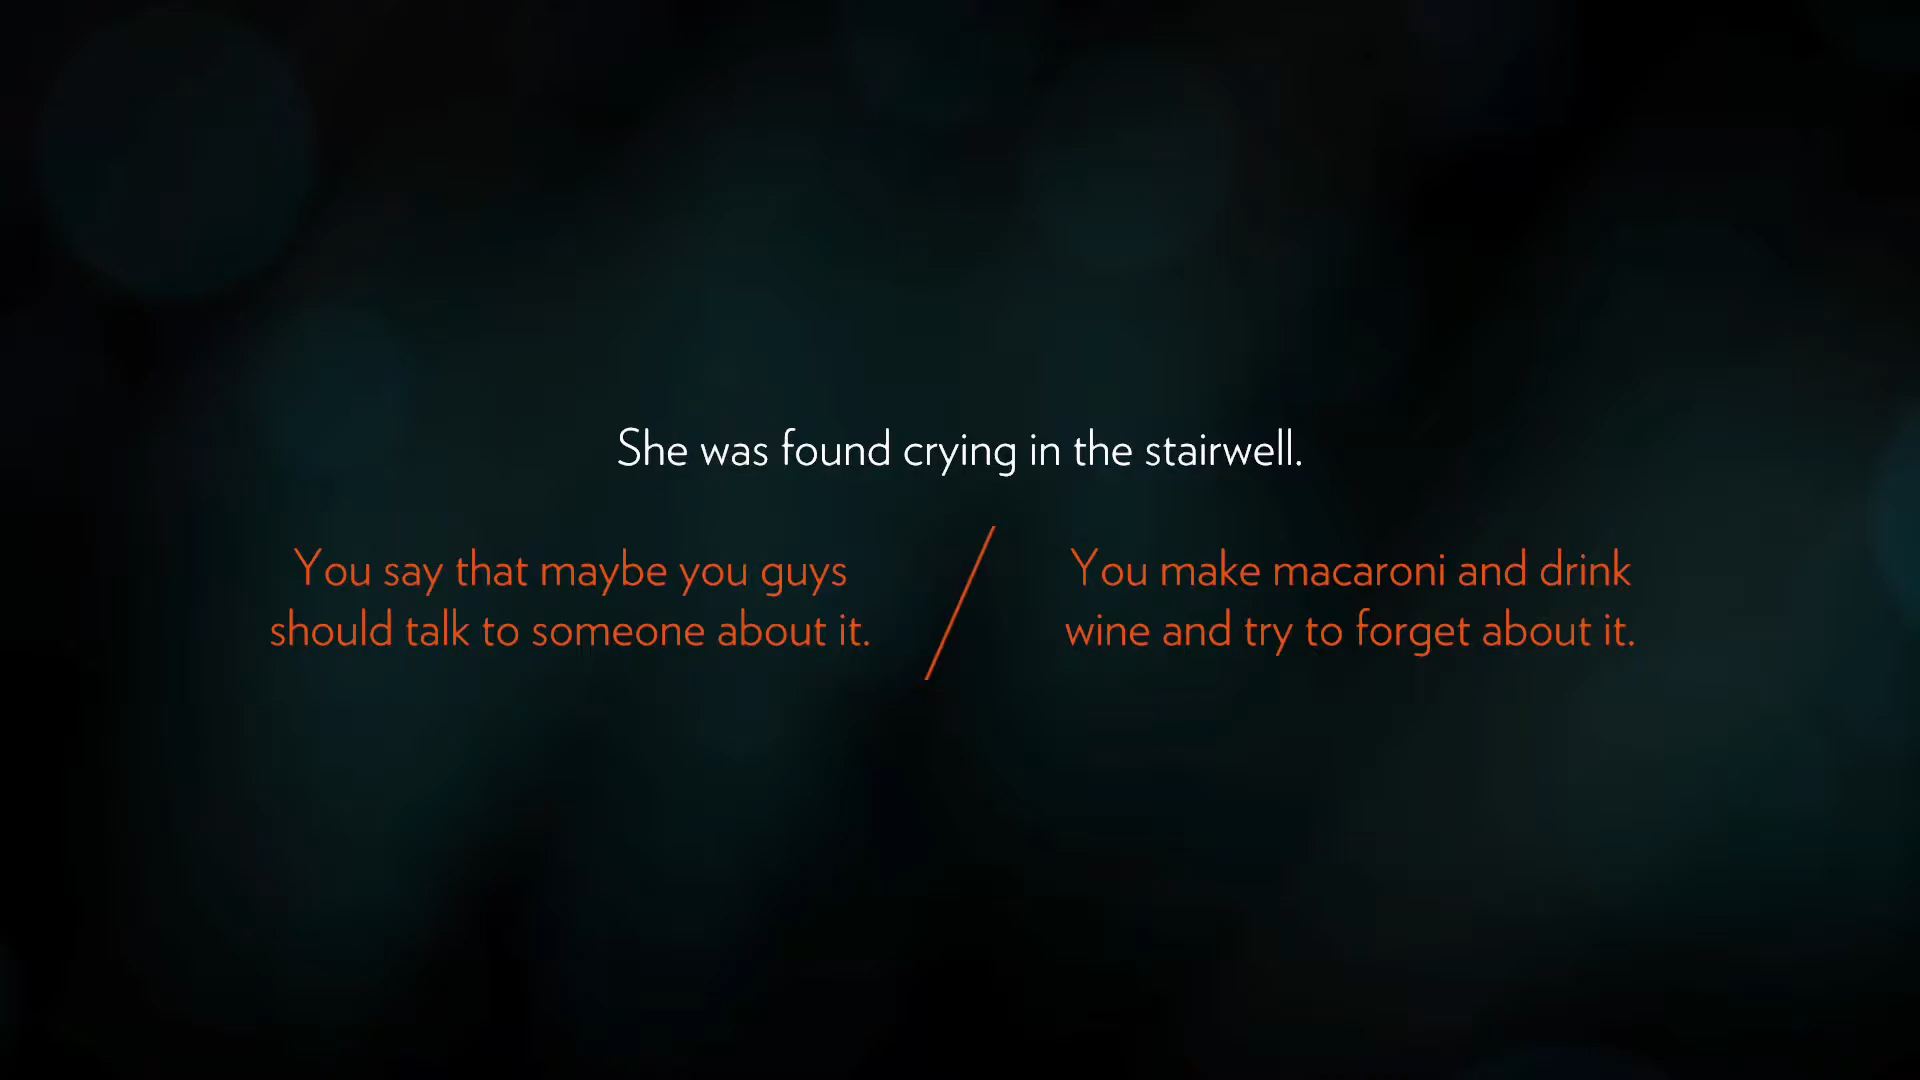 She was found crying in the stairwell.
You say that maybe you guys
should talk to someone about it.
You make macaroni and drink
wine and try to forget about it.